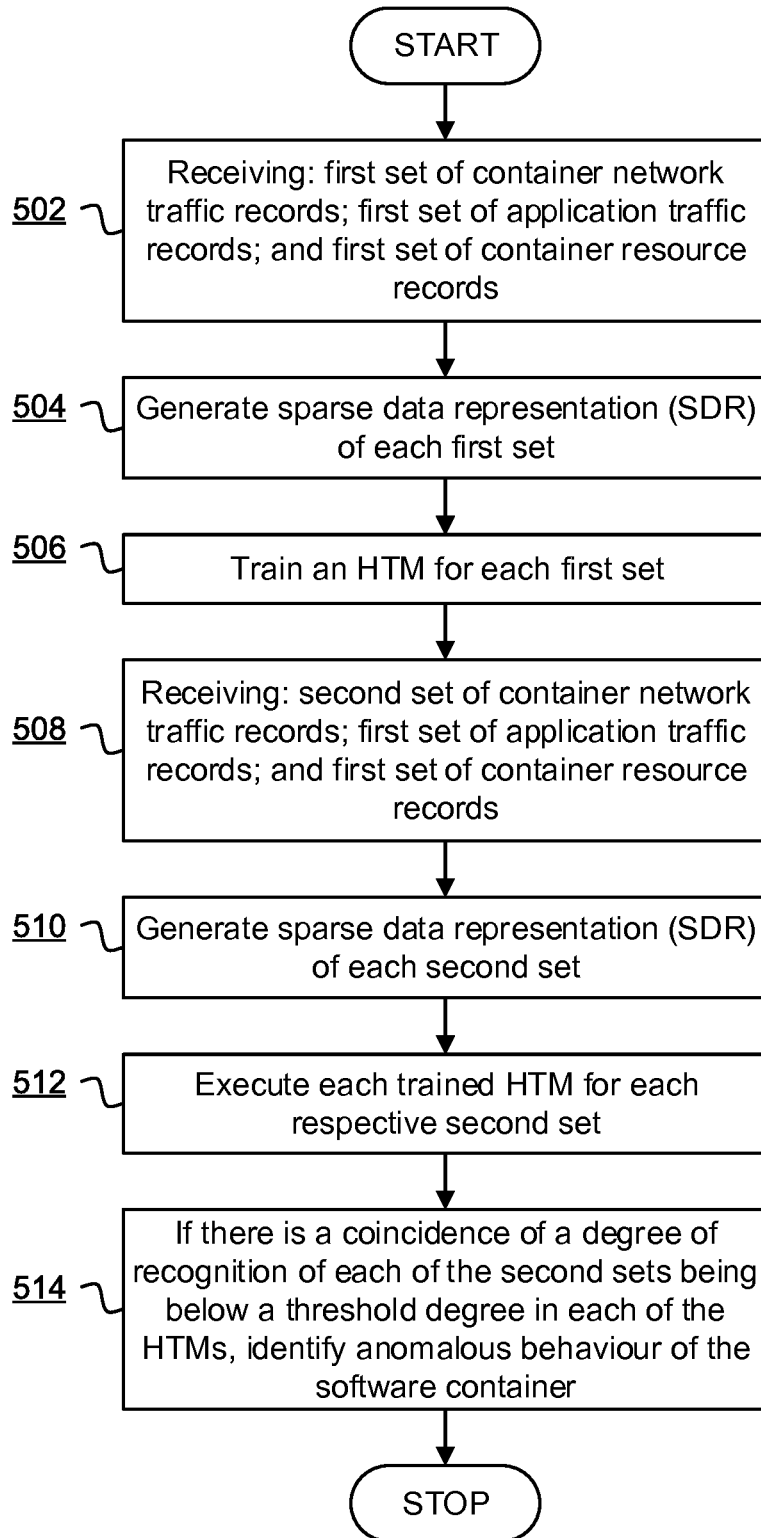 START
502
Receiving: first set of container network
traffic records; first set of application traffic
records; and first set of container resource
records
504
Generate sparse data representation (SDR)
of each first set
506
Train an HTM for each first set
508
Receiving: second set of container network
traffic records; first set of application traffic
records; and first set of container resource
records
510
Generate sparse data representation (SDR)
of each second set
512
Execute each trained HTM for each
respective second set
514
If there is a coincidence of a degree of
recognition of each of the second sets being
below a threshold degree in each of the
HTMs, identify anomalous behaviour of the
software container
STOP